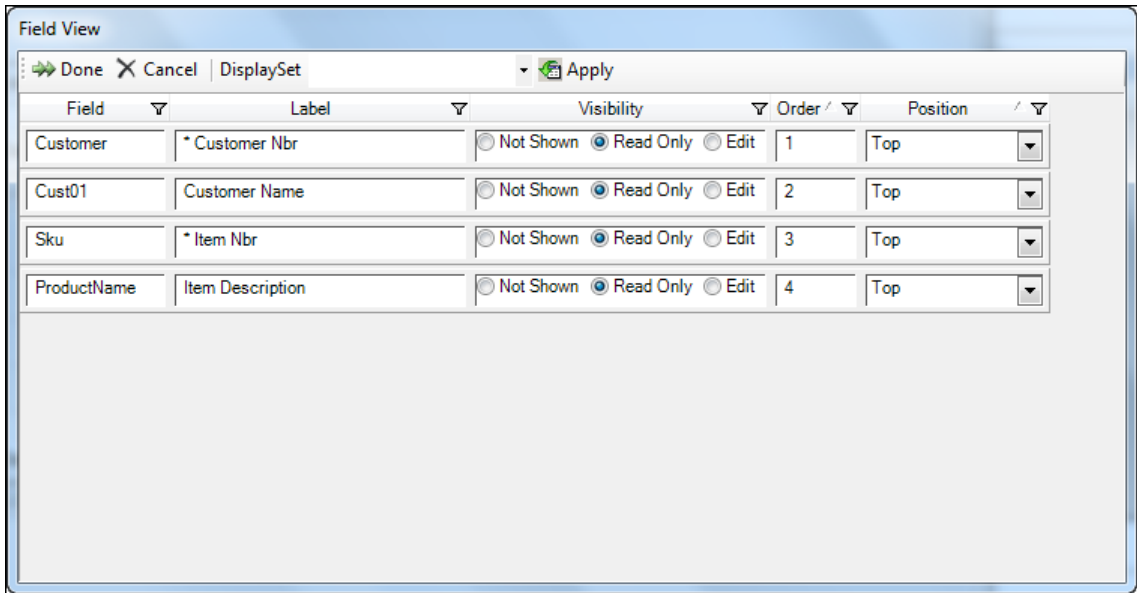 Field View
Done Cancel DisplaySet Apply
Field Label Visibility Order Position
Customer * Customer Nbr Not Shown Read Only Edit 1 Top
Cust01 Customer Name Not Shown Read Only Edit 2 Top
Sku * Item Nbr Not Shown Read Only Edit 3 Top
ProductName Item Description Not Shown Read Only Edit 4 Top